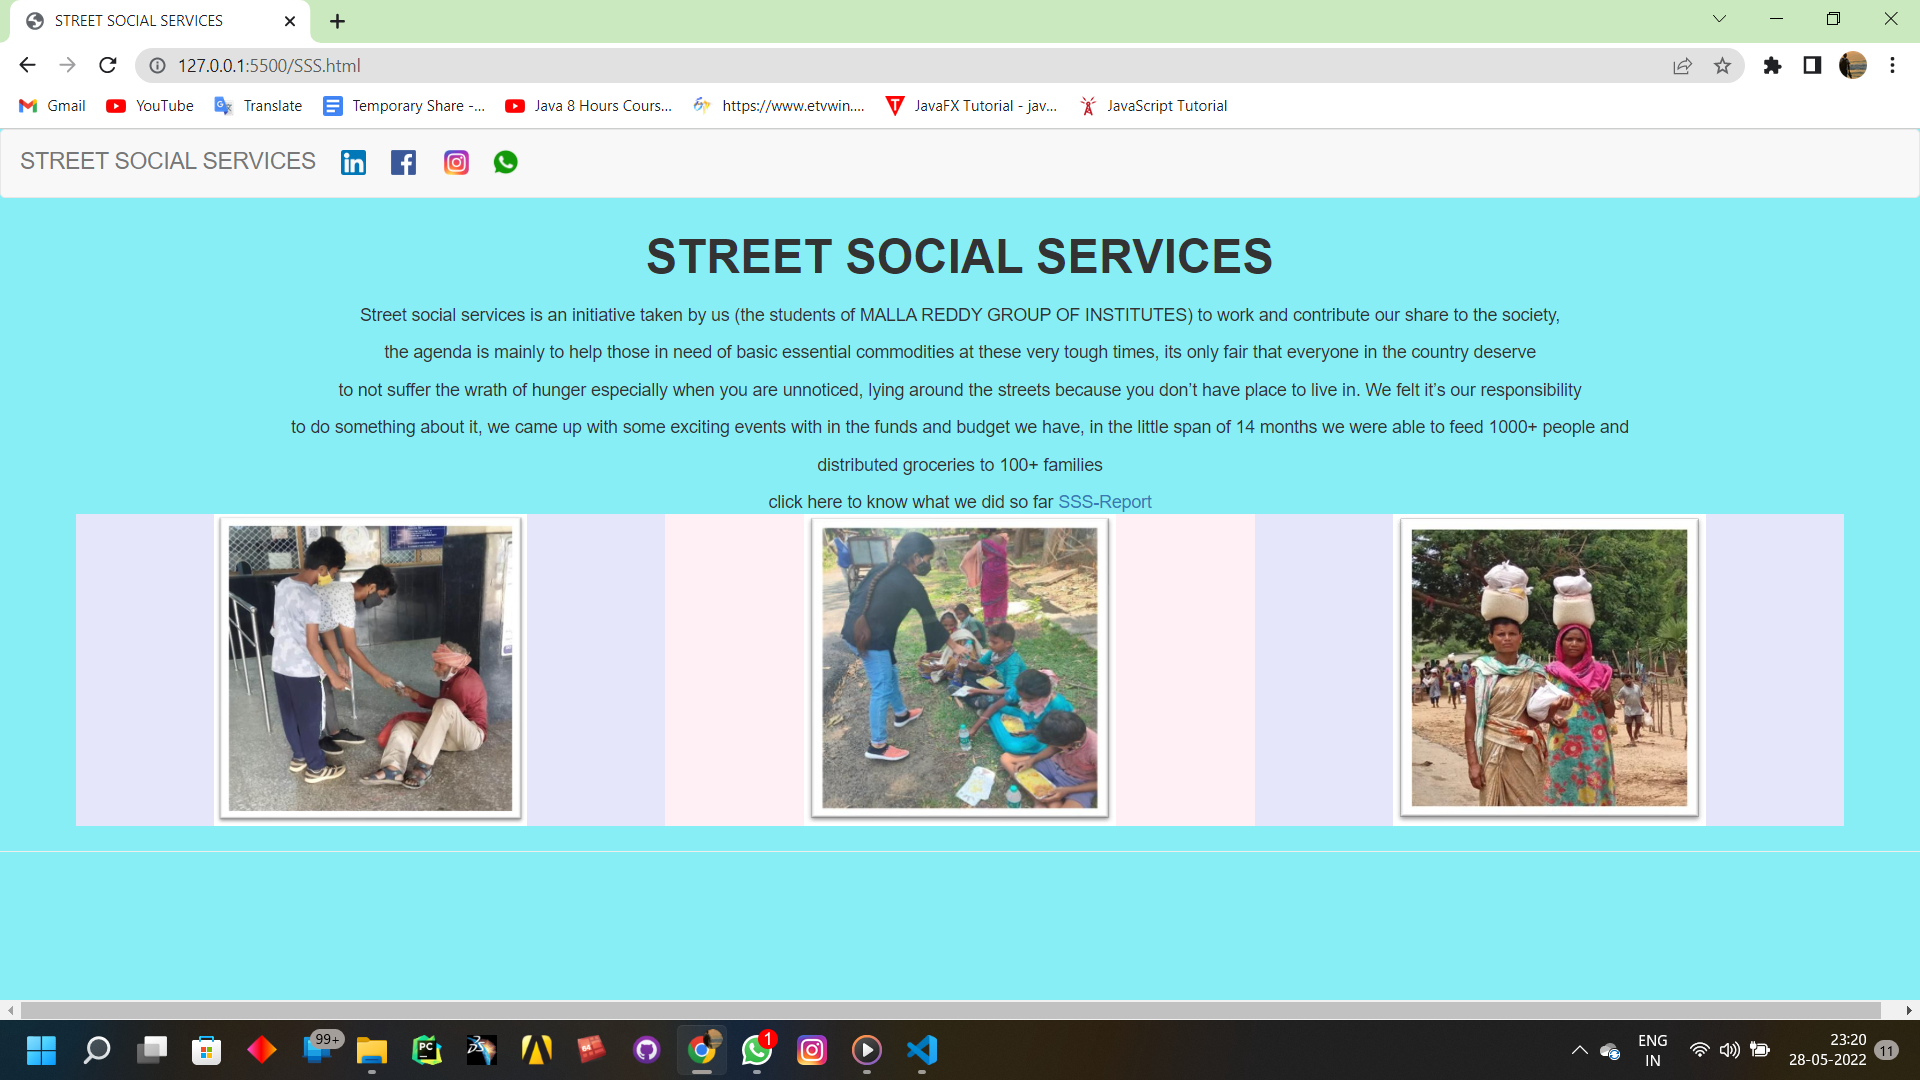 STREET SOCIAL SERVICES
127.0.0.1:5500/SSS.html
Gmail YouTube Translate Temporary Share -... Java 8 Hours Cours... https://www.etvwin.... JavaFX Tutorial - jav... JavaScript Tutorial
STREET SOCIAL SERVICES
STREET SOCIAL SERVICES
Street social services is an initiative taken by us (the students of MALLA REDDY GROUP OF INSTITUTES) to work and contribute our share to the society,
the agenda is mainly to help those in need of basic essential commodities at these very tough times, its only fair that everyone in the country deserve
to not suffer the wrath of hunger especially when you are unnoticed, lying around the streets because you don’t have place to live in. We felt it’s our responsibility
to do something about it, we came up with some exciting events with in the funds and budget we have, in the little span of 14 months we were able to feed 1000+ people and
distributed groceries to 100+ families
click here to know what we did so far SSS-Report
99+
1
ENG
IN
23:20
28-05-2022
11